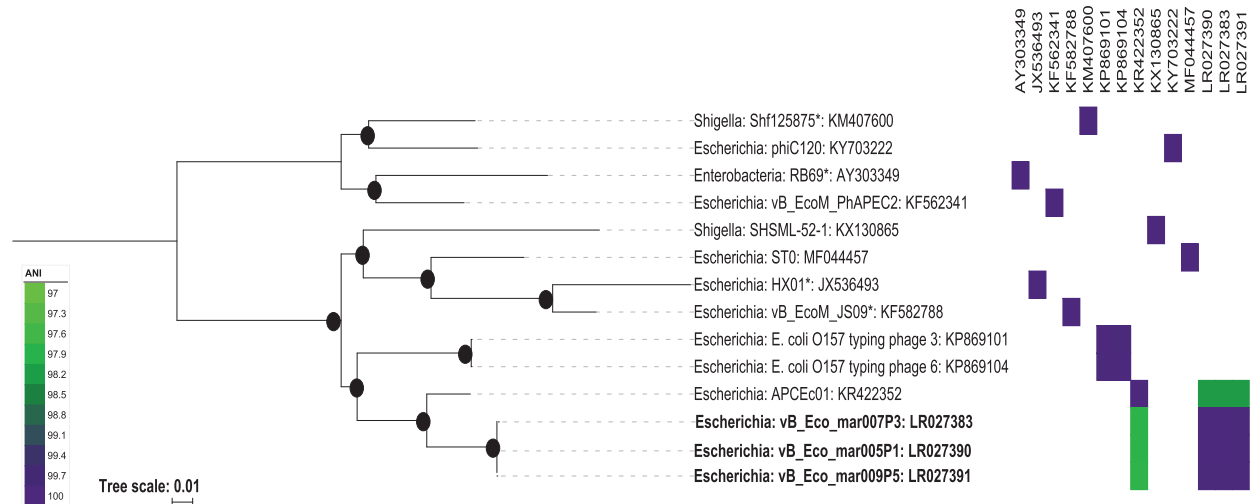 AY303349
JX536493
KF562341
KF582788
KM407600
KP869101
KP869104
KR422352
KX130865
KY703222
MF044457
LR027390
LR027383
LR027391
Shigella: Shf125875*: KM407600
Escherichia: phiC120: KY703222
Enterobacteria: RB69*: AY303349
Escherichia: vB_EcoM_PhAPEC2: KF562341
Shigella: SHSML-52-1: KX130865
Escherichia: ST0: MF044457
Escherichia: HX01*: JX536493
Escherichia: vB_EcoM_JS09*: KF582788
Escherichia: E. coli O157 typing phage 3: KP869101
Escherichia: E. coli O157 typing phage 6: KP869104
Escherichia: APCEc01: KR422352
Escherichia: vB_Eco_mar007P3: LR027383
Escherichia: vB_Eco_mar005P1: LR027390
Escherichia: vB_Eco_mar009P5: LR027391
ANI
97
97.3
97.6
97.9
98.2
98.5
98.8
99.1
99.4
99.7
100
Tree scale: 0.01